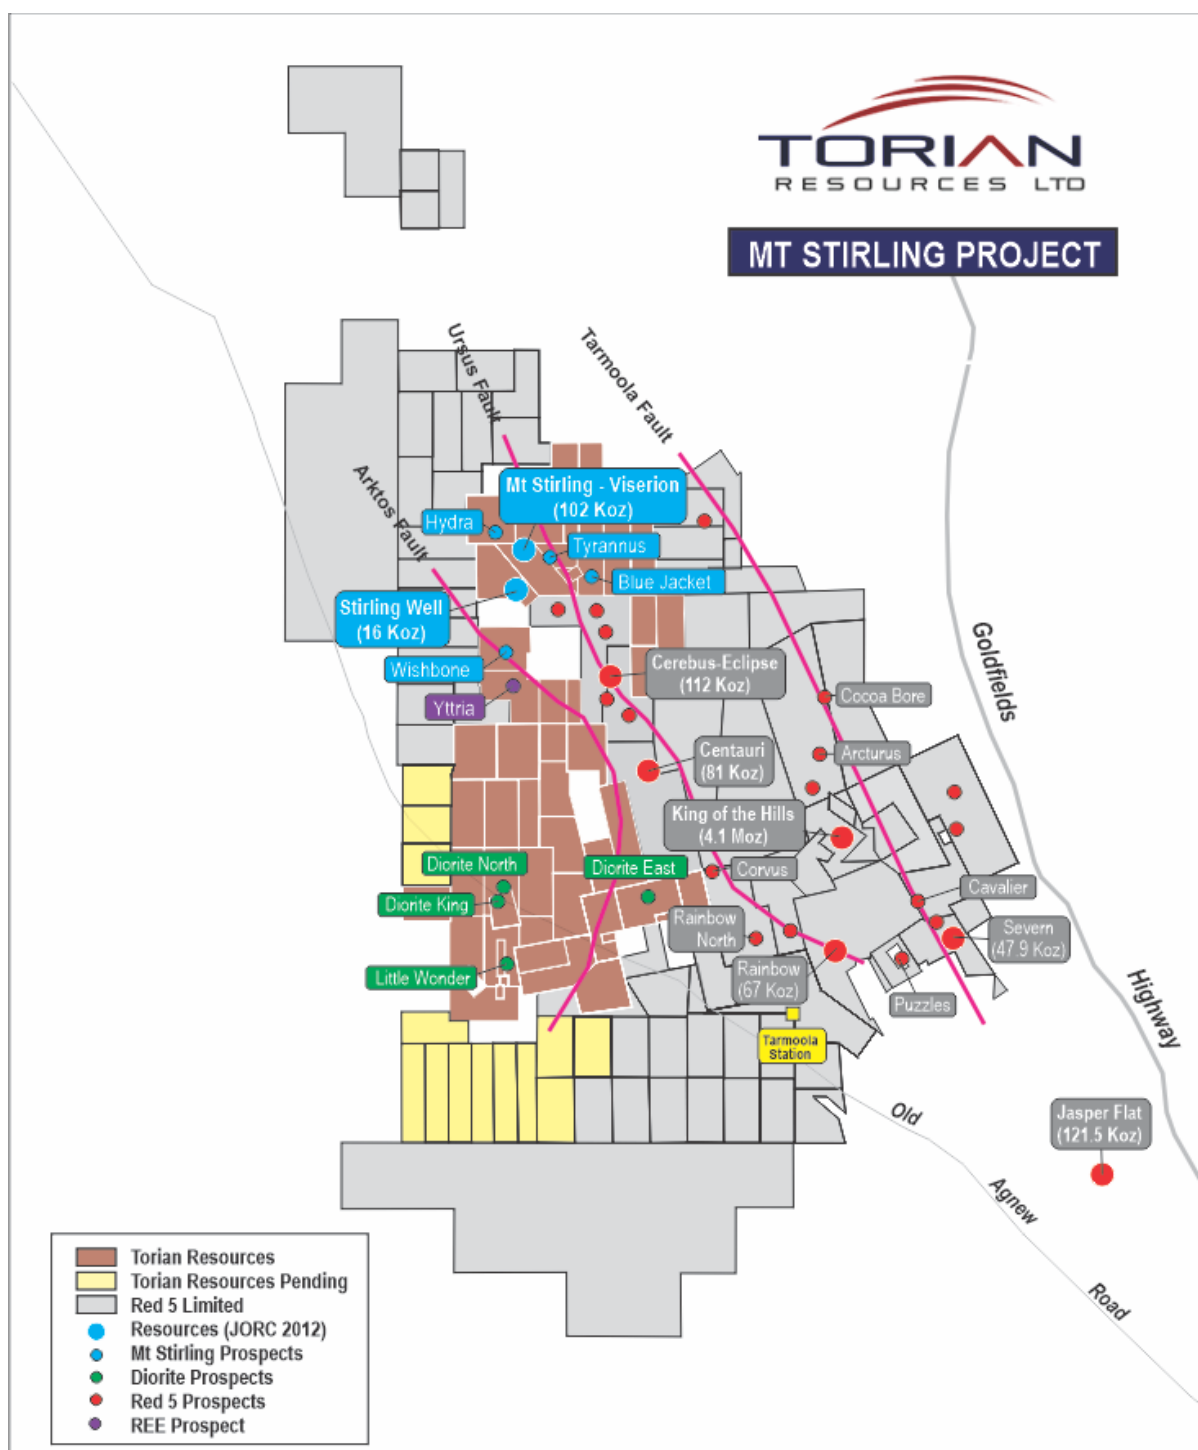 TORIAN
RESOURCES LTD
MT STIRLING PROJECT
Ursus Fault
Tarmoola Fault
Arktos Fault
Mt Stirling - Viserion
(102 Koz)
Hydra
Tyrannus
Blue Jacket
Stirling Well
(16 Koz)
Wishbone
Yttria
Cerebus-Eclipse
(112 Koz)
Goldfields
Highway
Cocoa Bore
Arcturus
Centauri
(81 Koz)
King of the Hills
(4.1 Moz)
Diorite North
Diorite East
Corvus
Diorite King
Cavalier
Rainbow
North
Severn
(47.9 Koz)
Little Wonder
Rainbow
(67 Koz)
Puzzles
Tarmoola
Station
Old
Agnew
Road
Jasper Flat
(121.5 Koz)
Torian Resources
Torian Resources Pending
Red 5 Limited
Resources (JORC 2012)
Mt Stirling Prospects
Diorite Prospects
Red 5 Prospects
REE Prospect